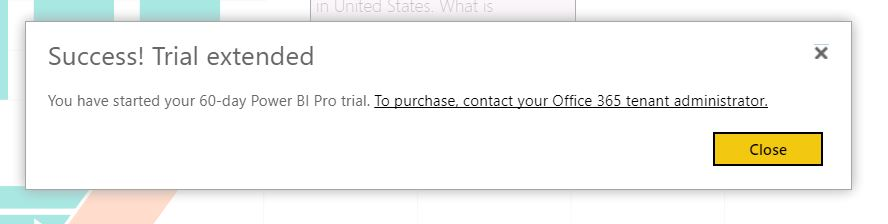 in United States. What is
Success! Trial extended
You have started your 60-day Power BI Pro trial. To purchase, contact your Office 365 tenant administrator.
Close